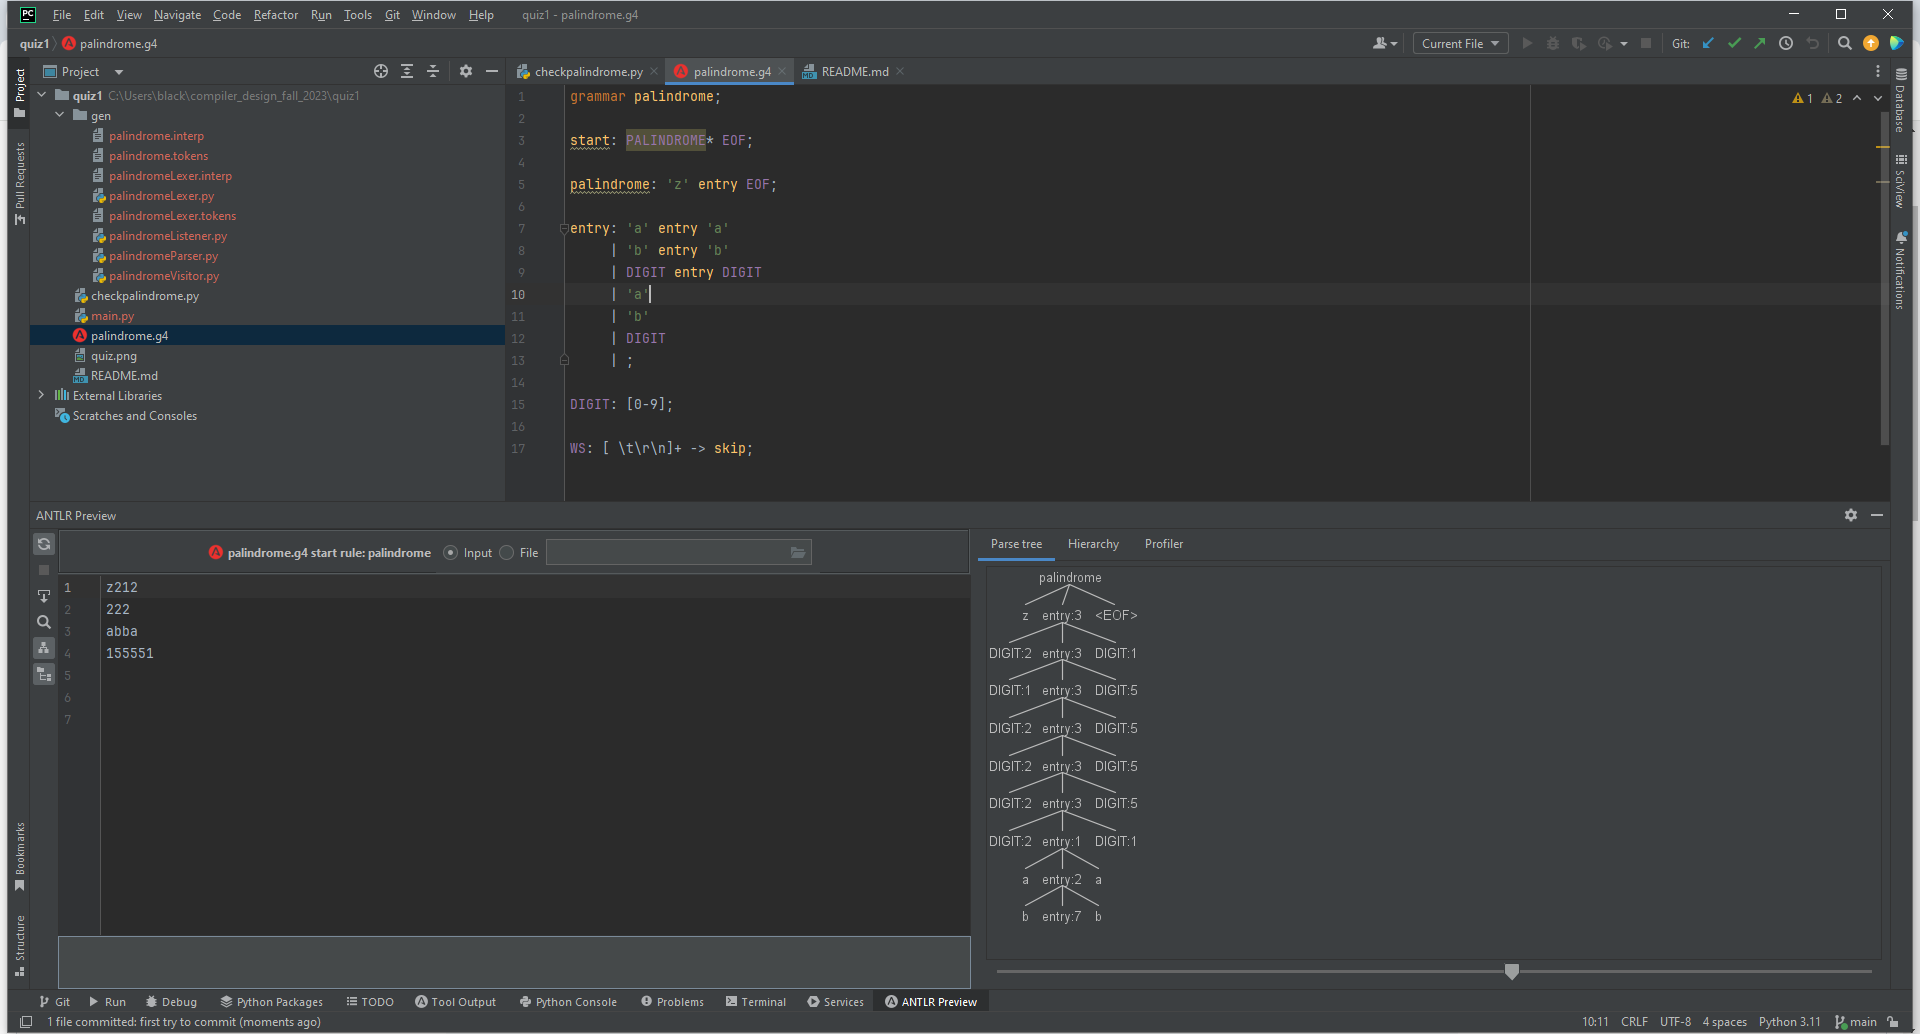 PC File Edit View Navigate Code Refactor Run Tools Git Window Help quiz1 - palindrome.g4
quiz1 palindrome.g4 Current File Git:
Project
checkpalindrome.py palindrome.g4 README.md
quiz1 C:\Users\black\compiler_design_fall_2023\quiz1
gen
palindrome.interp
palindrome.tokens
palindromeLexer.interp
palindromeLexer.py
palindromeLexer.tokens
palindromeListener.py
palindromeParser.py
palindromeVisitor.py
checkpalindrome.py
main.py
palindrome.g4
quiz.png
README.md
External Libraries
Scratches and Consoles
Project
Pull Requests
Bookmarks
Structure
1 grammar palindrome;
2
3 start: PALINDROME* EOF;
4
5 palindrome: 'z' entry EOF;
6
7 entry: 'a' entry 'a'
8 | 'b' entry 'b'
9 | DIGIT entry DIGIT
10 | 'a'
11 | 'b'
12 | DIGIT
13 | ;
14
15 DIGIT: [0-9];
16
17 WS: [ \t\r\n]+ -> skip;
1 2
Database
SciView
Notifications
ANTLR Preview
palindrome.g4 start rule: palindrome Input File
1 z212
2 222
3 abba
4 155551
5
6
7
Parse tree Hierarchy Profiler
palindrome
z entry:3 <EOF>
DIGIT:2 entry:3 DIGIT:1
DIGIT:1 entry:3 DIGIT:5
DIGIT:2 entry:3 DIGIT:5
DIGIT:2 entry:3 DIGIT:5
DIGIT:2 entry:3 DIGIT:5
DIGIT:2 entry:1 DIGIT:1
a entry:2 a
b entry:7 b
Git Run Debug Python Packages TODO Tool Output Python Console Problems Terminal Services ANTLR Preview
1 file committed: first try to commit (moments ago) 10:11 CRLF UTF-8 4 spaces Python 3.11 main